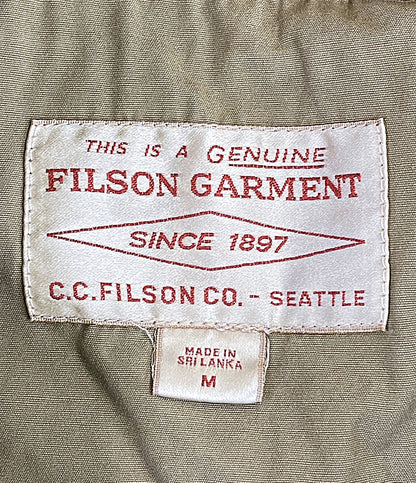 THIS IS A GENUINE
FILSON GARMENT
SINCE 1897
C.C.FILSON CO. - SEATTLE
MADE IN
SRI LANKA
M